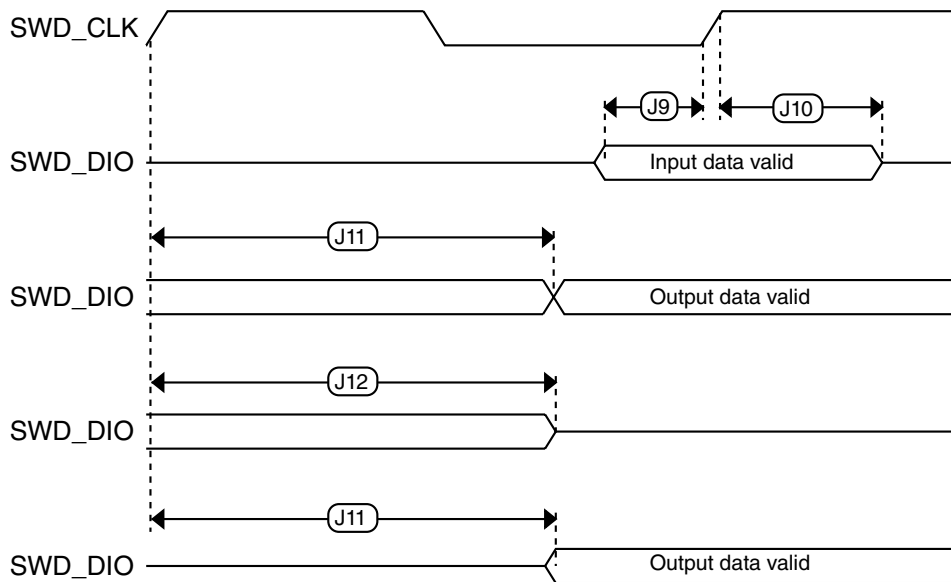 SWD_CLK
J9
J10
SWD_DIO
Input data valid
J11
SWD_DIO
Output data valid
J12
SWD_DIO
J11
SWD_DIO
Output data valid